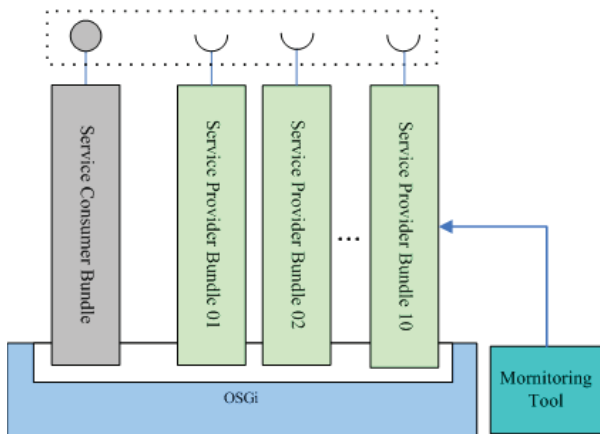 Service Consumer Bundle
Service Provider Bundle 01
Service Provider Bundle 02
...
Service Provider Bundle 10
OSGi
Mornitoring
Tool